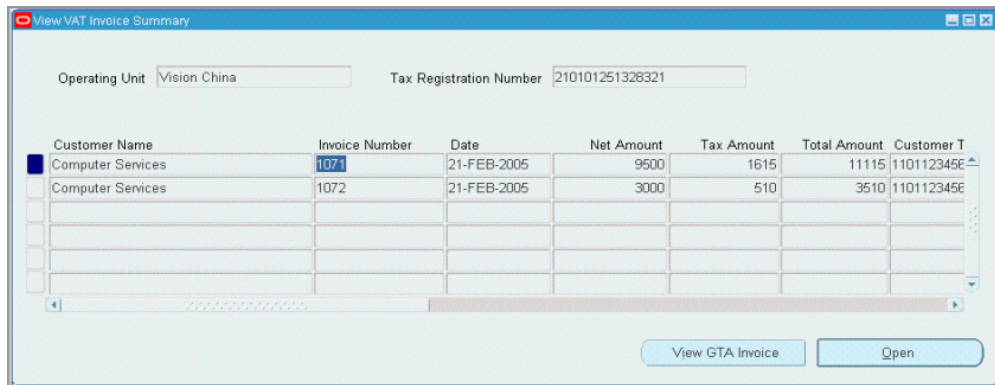 View VAT Invoice Summary
Operating Unit Vision China Tax Registration Number 210101251328321
Customer Name Invoice Number Date Net Amount Tax Amount Total Amount Customer T
Computer Services 1071 21-FEB-2005 9500 1615 11115 1101123456
Computer Services 1072 21-FEB-2005 3000 510 3510 1101123456
View GTA Invoice Open